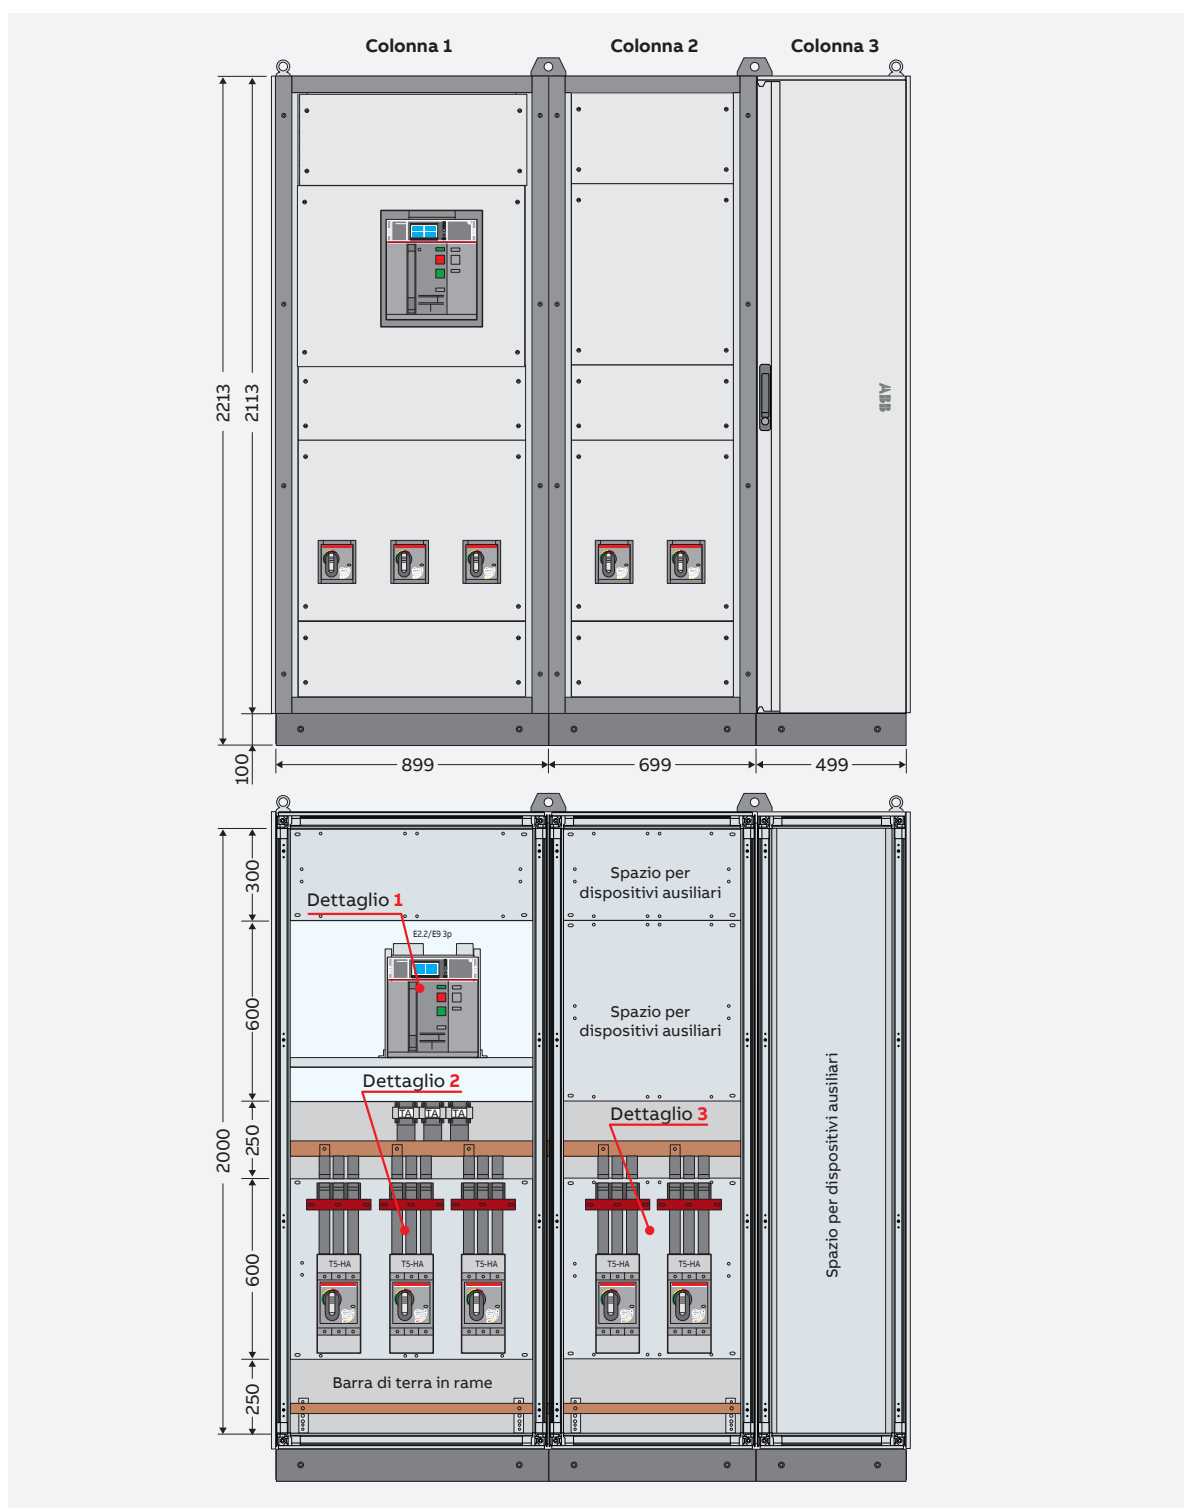 Colonna 1
Colonna 2
Colonna 3
2213
2113
ABB
100
899
699
499
300
Spazio per
dispositivi ausiliari
Dettaglio 1
E2.2/E9 3p
600
Spazio per
dispositivi ausiliari
Dettaglio 2
TA
TA
TA
Dettaglio 3
250
2000
Spazio per dispositivi ausiliari
600
T5-HA
T5-HA
T5-HA
T5-HA
T5-HA
Barra di terra in rame
250